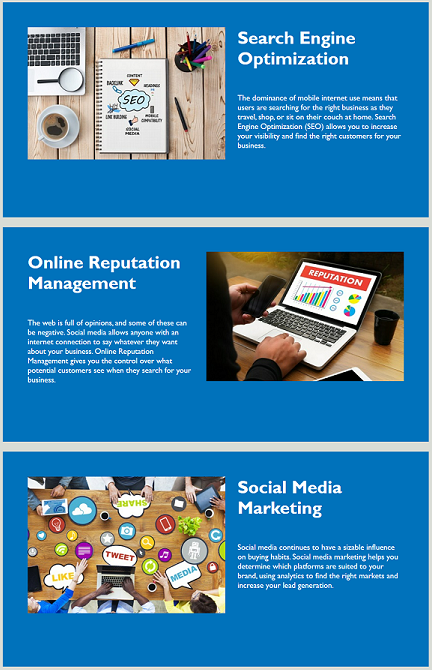 Search Engine
Optimization
The dominance of mobile internet use means that
users are searching for the right business as they
travel, shop, or sit on their couch at home. Search
Engine Optimization (SEO) allows you to increase
your visibility and find the right customers for your
business.
CONTENT
BACKLINK
HEADINGS
SEO
LINK BUILDING
MOBILE
COMPATIBILITY
SOCIAL
MEDIA
Online Reputation
Management
The web is full of opinions, and some of these can
be negative. Social media allows anyone with an
internet connection to say whatever they want
about your business. Online Reputation
Management gives you the control over what
potential customers see when they search for your
business.
REPUTATION
Social Media
Marketing
Social media continues to have a sizable influence
on buying habits. Social media marketing helps you
determine which platforms are suited to your
brand, using analytics to find the right markets and
increase your lead generation.
SHARE
TWEET
LIKE
MEDIA